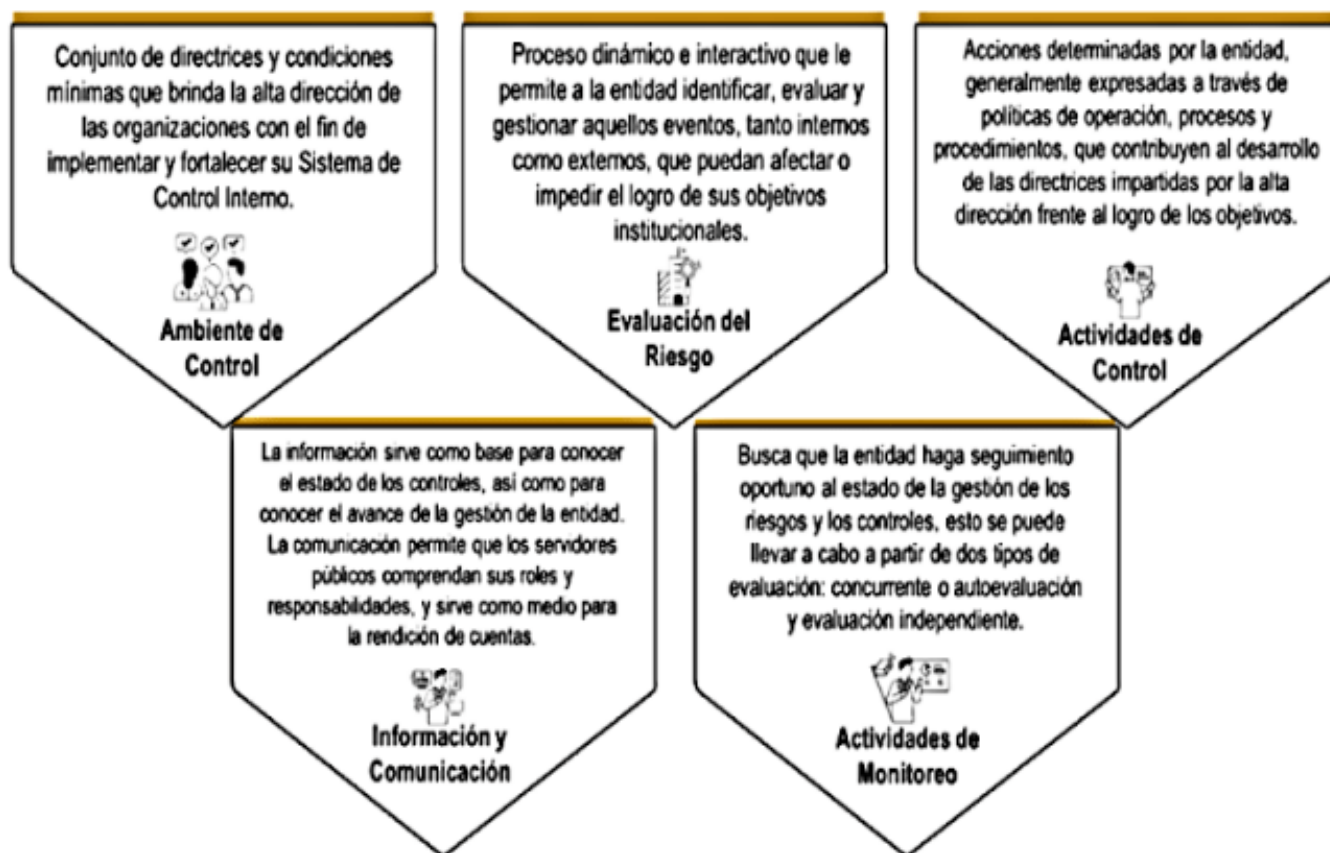 Conjunto de directrices y condiciones
mínimas que brinda la alta dirección de
las organizaciones con el fin de
implementar y fortalecer su Sistema de
Control Interno.
Ambiente de
Control
Proceso dinámico e interactivo que le
permite a la entidad identificar, evaluar y
gestionar aquellos eventos, tanto internos
como externos, que puedan afectar o
impedir el logro de sus objetivos
institucionales.
Evaluación del
Riesgo
Acciones determinadas por la entidad,
generalmente expresadas a través de
políticas de operación, procesos y
procedimientos, que contribuyen al desarrollo
de las directrices impartidas por la alta
dirección frente al logro de los objetivos.
Actividades de
Control
La información sirve como base para conocer
el estado de los controles, así como para
conocer el avance de la gestión de la entidad.
La comunicación permite que los servidores
públicos comprendan sus roles y
responsabilidades, y sirve como medio para
la rendición de cuentas.
Información y
Comunicación
Busca que la entidad haga seguimiento
oportuno al estado de la gestión de los
riesgos y los controles, esto se puede
llevar a cabo a partir de dos tipos de
evaluación: concurrente o autoevaluación
y evaluación independiente.
Actividades de
Monitoreo